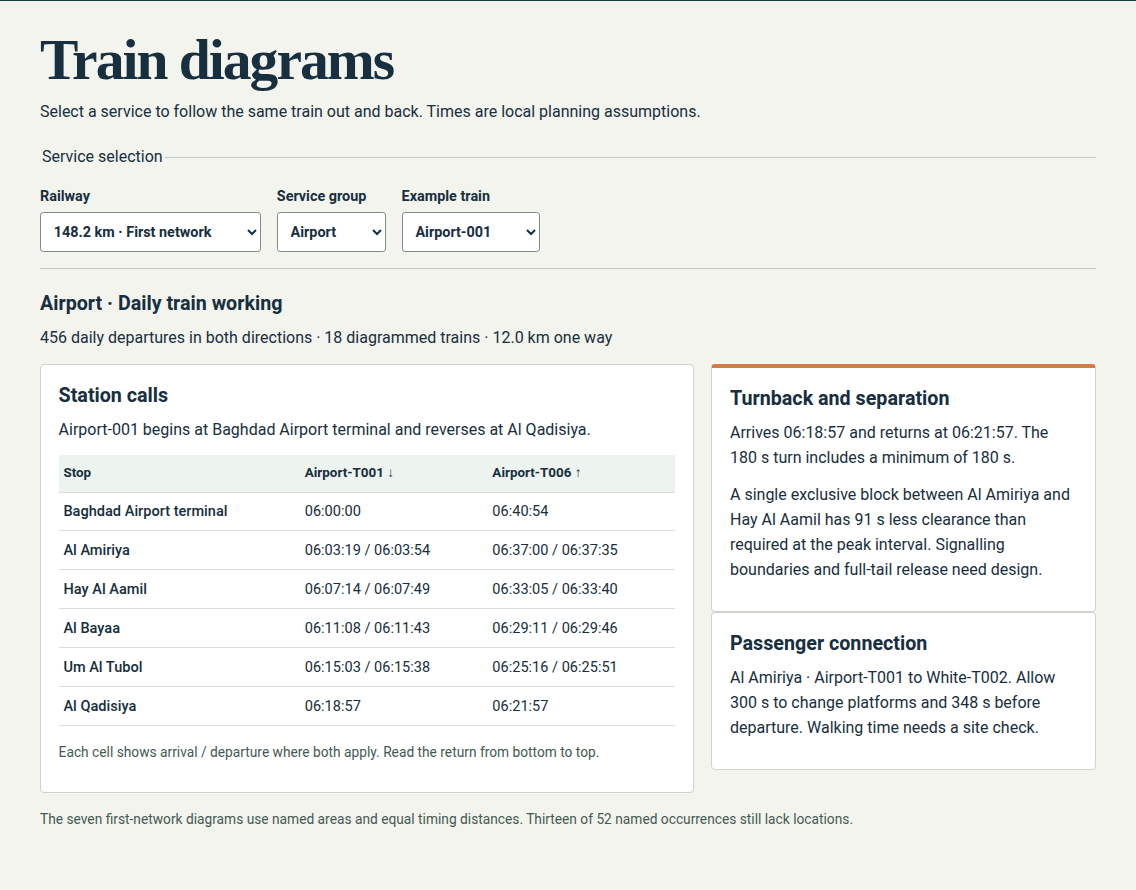 Train diagrams
Select a service to follow the same train out and back. Times are local planning assumptions.
Service selection
Railway Service group Example train
148.2 km · First network Airport Airport-001
Airport · Daily train working
456 daily departures in both directions · 18 diagrammed trains · 12.0 km one way
Station calls
Airport-001 begins at Baghdad Airport terminal and reverses at Al Qadisiya.
Stop Airport-T001 ↓ Airport-T006 ↑
Baghdad Airport terminal 06:00:00 06:40:54
Al Amiriya 06:03:19 / 06:03:54 06:37:00 / 06:37:35
Hay Al Aamil 06:07:14 / 06:07:49 06:33:05 / 06:33:40
Al Bayaa 06:11:08 / 06:11:43 06:29:11 / 06:29:46
Um Al Tubol 06:15:03 / 06:15:38 06:25:16 / 06:25:51
Al Qadisiya 06:18:57 06:21:57
Each cell shows arrival / departure where both apply. Read the return from bottom to top.
Turnback and separation
Arrives 06:18:57 and returns at 06:21:57. The
180 s turn includes a minimum of 180 s.
A single exclusive block between Al Amiriya and
Hay Al Aamil has 91 s less clearance than
required at the peak interval. Signalling
boundaries and full-tail release need design.
Passenger connection
Al Amiriya · Airport-T001 to White-T002. Allow
300 s to change platforms and 348 s before
departure. Walking time needs a site check.
The seven first-network diagrams use named areas and equal timing distances. Thirteen of 52 named occurrences still lack locations.